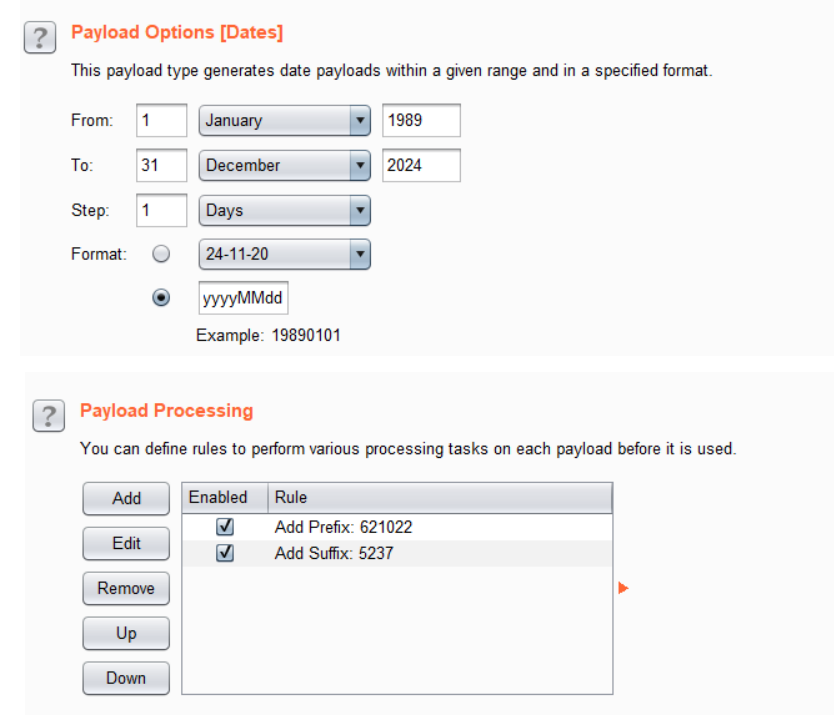 ? Payload Options [Dates]
This payload type generates date payloads within a given range and in a specified format.
From: 1 January 1989
To: 31 December 2024
Step: 1 Days
Format: 24-11-20
yyyyMMdd
Example: 19890101
? Payload Processing
You can define rules to perform various processing tasks on each payload before it is used.
Add Enabled Rule
Add Prefix: 621022
Edit Add Suffix: 5237
Remove
Up
Down